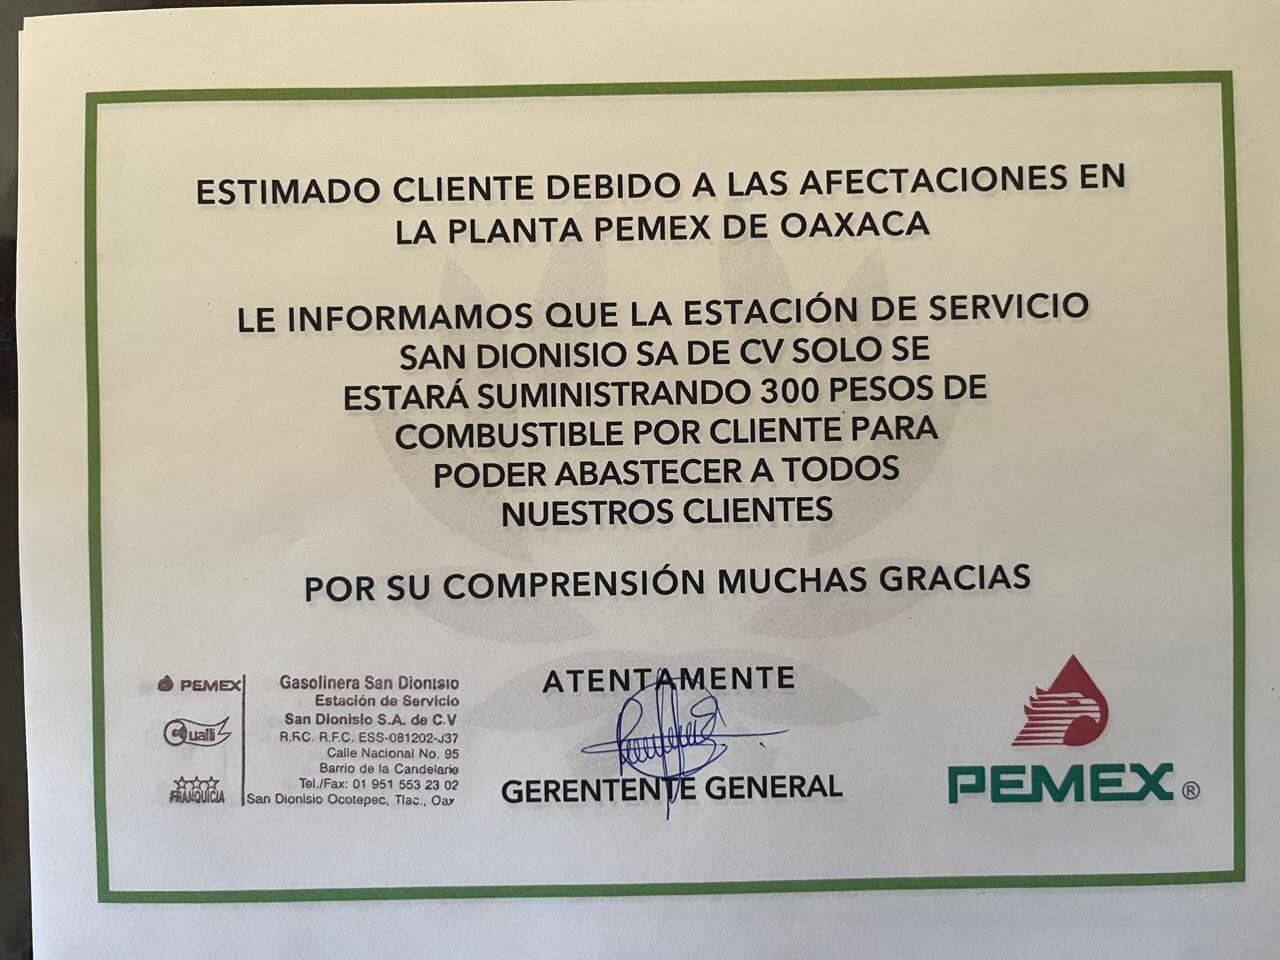 ESTIMADO CLIENTE DEBIDO A LAS AFECTACIONES EN
LA PLANTA PEMEX DE OAXACA
LE INFORMAMOS QUE LA ESTACIÓN DE SERVICIO
SAN DIONISIO SA DE CV SOLO SE
ESTARÁ SUMINISTRANDO 300 PESOS DE
COMBUSTIBLE POR CLIENTE PARA
PODER ABASTECER A TODOS
NUESTROS CLIENTES
POR SU COMPRENSIÓN MUCHAS GRACIAS
ATENTAMENTE
GERENTENTE GENERAL
PEMEX
Qualli
FRANQUICIA
Gasolinera San Dionisio
Estación de Servicio
San Dionisio S.A. de C.V
R.F.C. R.F.C. ESS-081202-J37
Calle Nacional No. 95
Barrio de la Candelaria
Tel./Fax: 01 951 553 23 02
San Dionisio Ocotepec, Tlac., Oax
PEMEX ®